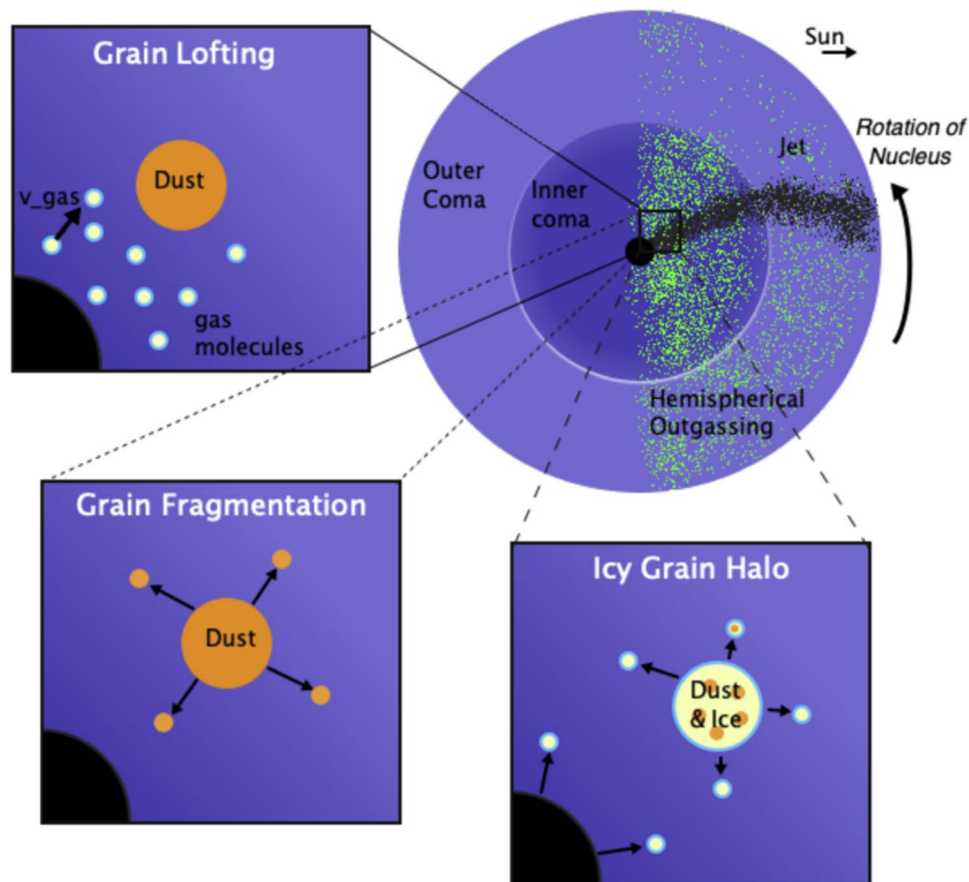 Grain Lofting
Dust
v_gas
gas
molecules
Sun
Rotation of
Nucleus
Jet
Outer
Coma
Inner
coma
Hemispherical
Outgassing
Grain Fragmentation
Dust
Icy Grain Halo
Dust
& Ice